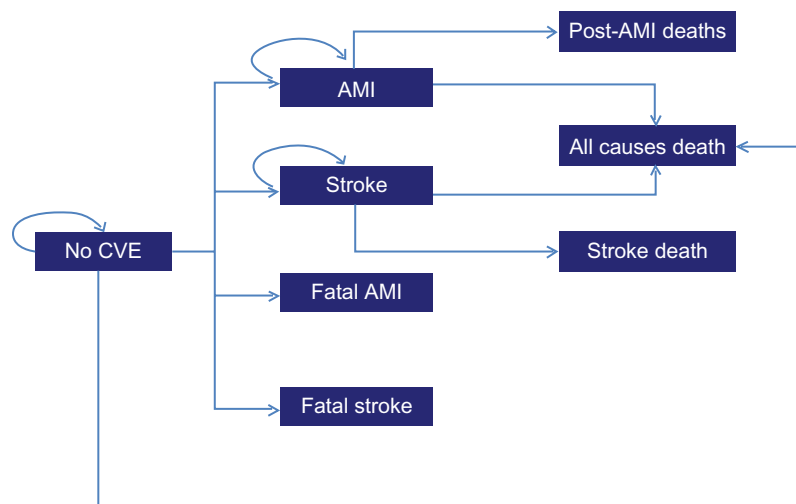 Post-AMI deaths
AMI
All causes death
Stroke
No CVE
Stroke death
Fatal AMI
Fatal stroke